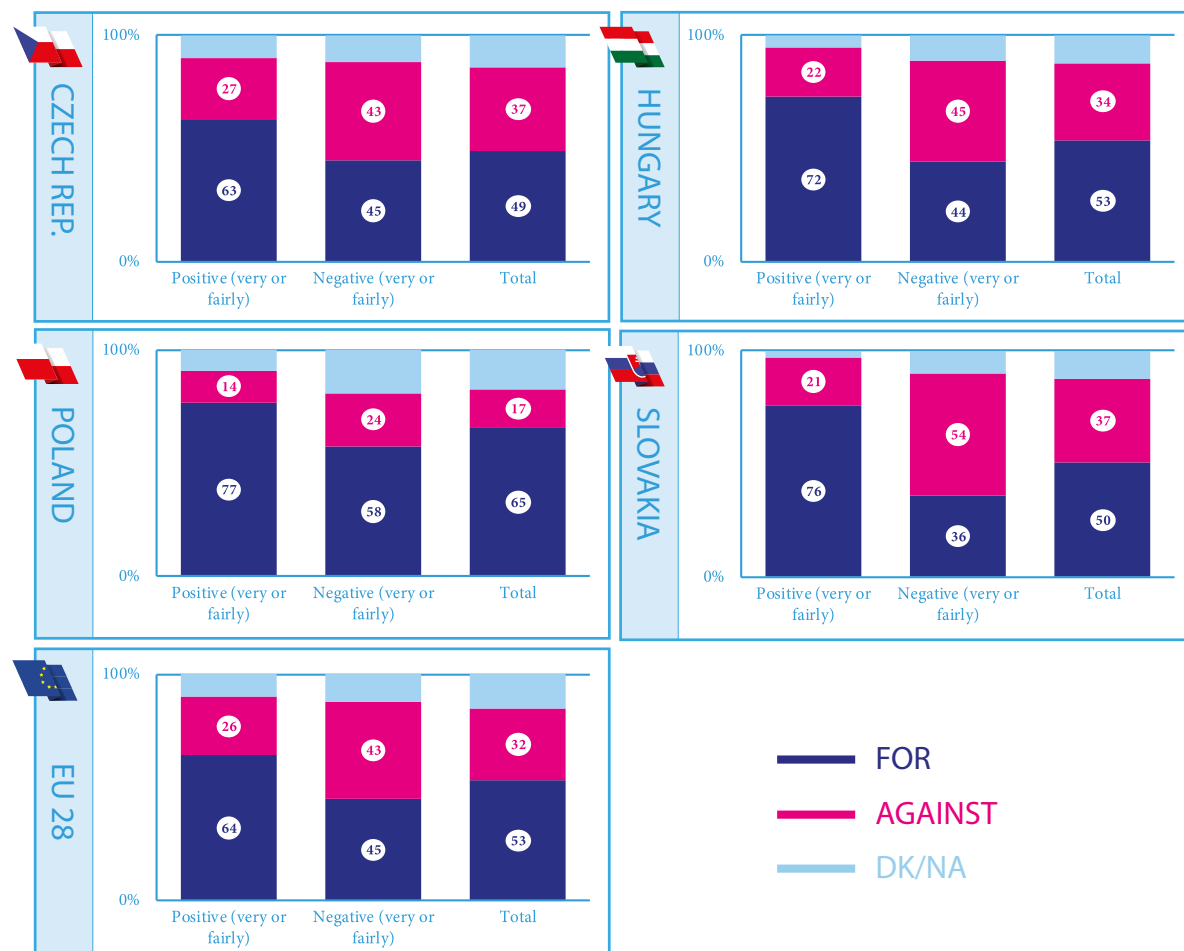 CZECH REP.
100%
0%
27
63
43
45
37
49
Positive (very or
fairly)
Negative (very or
fairly)
Total
HUNGARY
100%
0%
22
72
45
44
34
53
Positive (very or
fairly)
Negative (very or
fairly)
Total
POLAND
100%
0%
14
77
24
58
17
65
Positive (very or
fairly)
Negative (very or
fairly)
Total
SLOVAKIA
100%
0%
21
76
54
36
37
50
Positive (very or
fairly)
Negative (very or
fairly)
Total
EU 28
100%
0%
26
64
43
45
32
53
Positive (very or
fairly)
Negative (very or
fairly)
Total
FOR
AGAINST
DK/NA